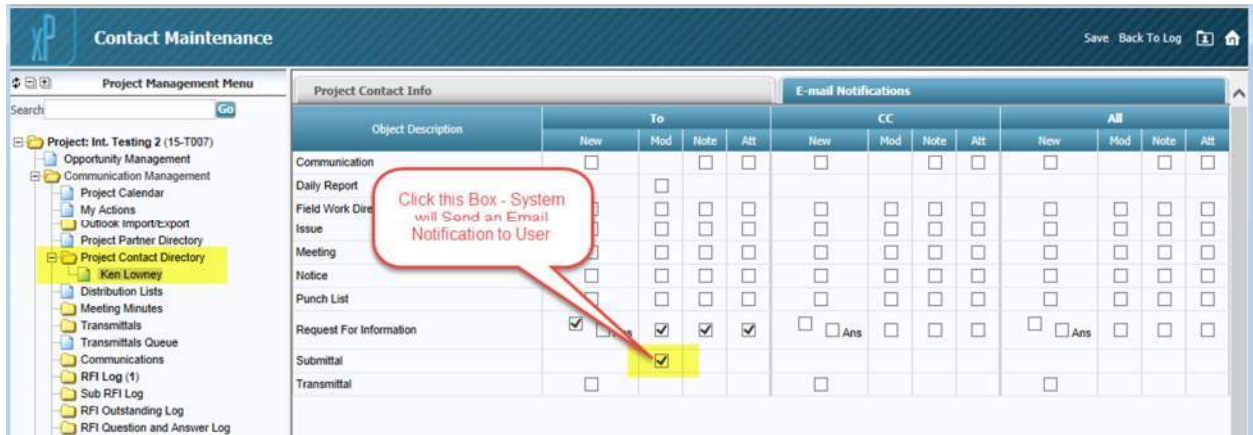 xP
Contact Maintenance
Save Back To Log
Project Management Menu
Search
Go
Project: Int. Testing 2 (15-T007)
Opportunity Management
Communication Management
Project Calendar
My Actions
Outlook Import/Export
Project Partner Directory
Project Contact Directory
Ken Lowney
Distribution Lists
Meeting Minutes
Transmittals
Transmittals Queue
Communications
RFI Log (1)
Sub RFI Log
RFI Outstanding Log
RFI Question and Answer Log
Project Contact Info
E-mail Notifications
Object Description To CC All
New Mod Note Att New Mod Note Att New Mod Note Att
Communication
Daily Report
Field Work Dire
Issue
Meeting
Notice
Punch List
Request For Information Ans Ans Ans
Submittal
Transmittal
Click this Box - System
will Send an Email
Notification to User